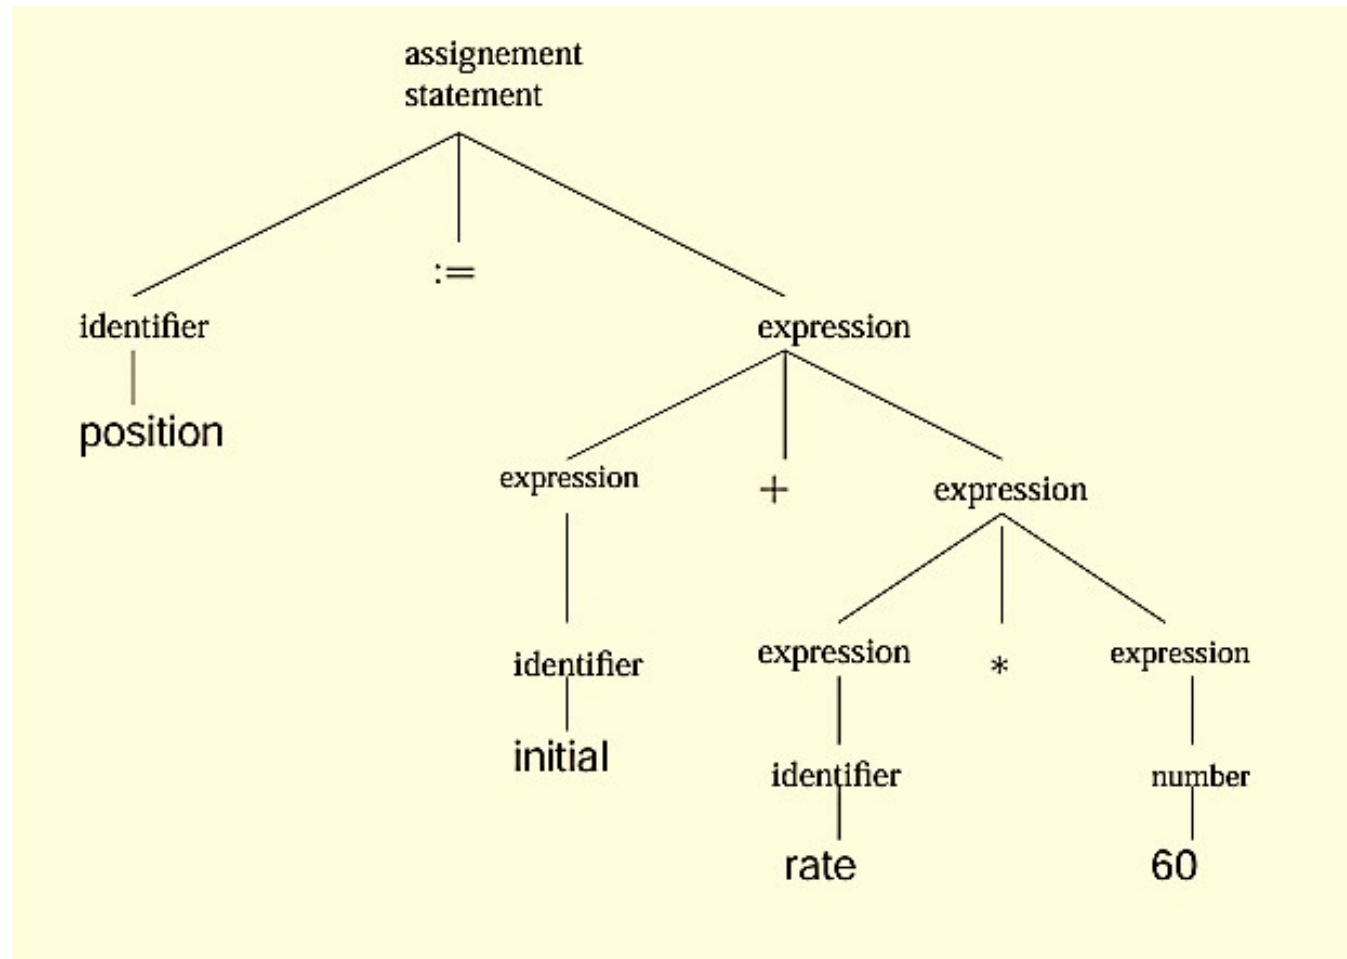 assignement
statement
:=
identifier
expression
position
expression
+
expression
identifier
expression
*
expression
initial
identifier
number
rate
60